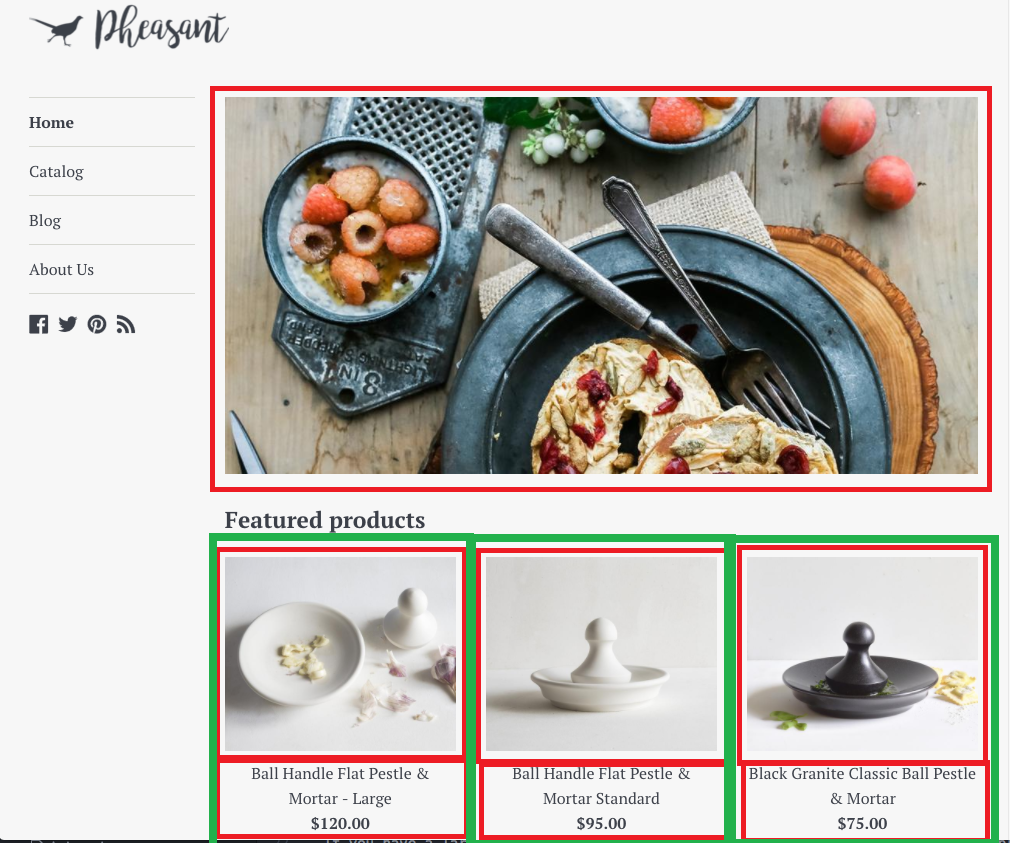 Pheasant
Home
Catalog
Blog
About Us
Featured products
Ball Handle Flat Pestle &
Mortar - Large
$120.00
Ball Handle Flat Pestle &
Mortar Standard
$95.00
Black Granite Classic Ball Pestle
& Mortar
$75.00